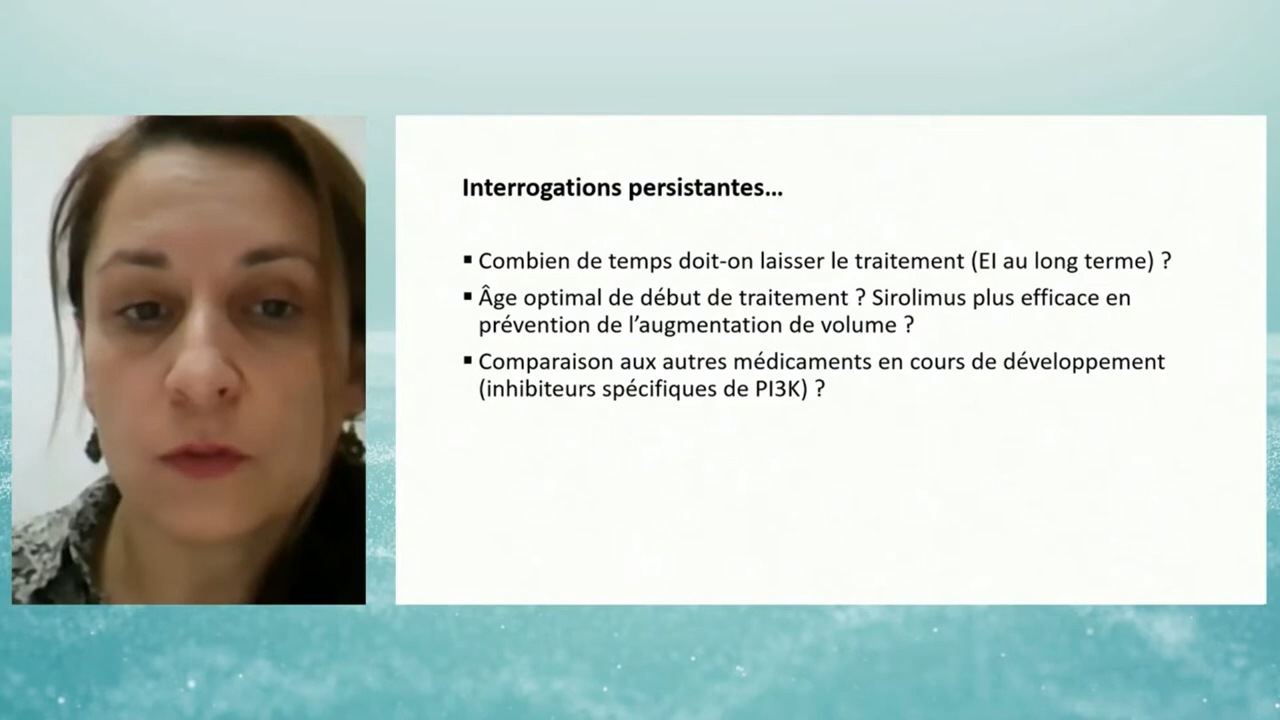 Interrogations persistantes...
▪ Combien de temps doit-on laisser le traitement (EI au long terme) ?
▪ Âge optimal de début de traitement ? Sirolimus plus efficace en
prévention de l’augmentation de volume ?
▪ Comparaison aux autres médicaments en cours de développement
(inhibiteurs spécifiques de PI3K) ?